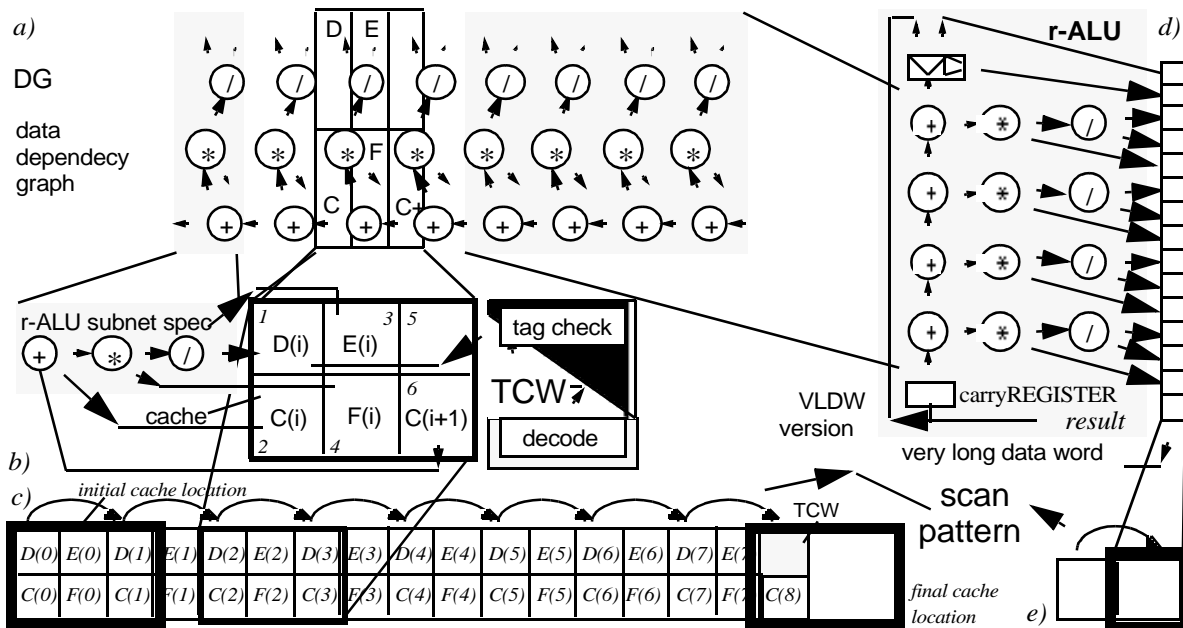 a)
D E
r-ALU
d)
DG
/ / / / / / / /
data
dependecy
graph
* * * F * * * * *
C C+
+ + + + + + + +
+ * /
+ * /
+ * /
+ * /
r-ALU subnet spec
+ * /
1 3 5
D(i) E(i)
6
C(i) F(i) C(i+1)
2 4
cache
tag check
TCW
decode
VLDW
version
carryREGISTER
result
very long data word
b)
c)
initial cache location
scan
pattern
TCW
D(0) E(0) D(1) E(1) D(2) E(2) D(3) E(3) D(4) E(4) D(5) E(5) D(6) E(6) D(7) E(7
C(0) F(0) C(1) F(1) C(2) F(2) C(3) F(3) C(4) F(4) C(5) F(5) C(6) F(6) C(7) F(7 C(8)
final cache
location
e)